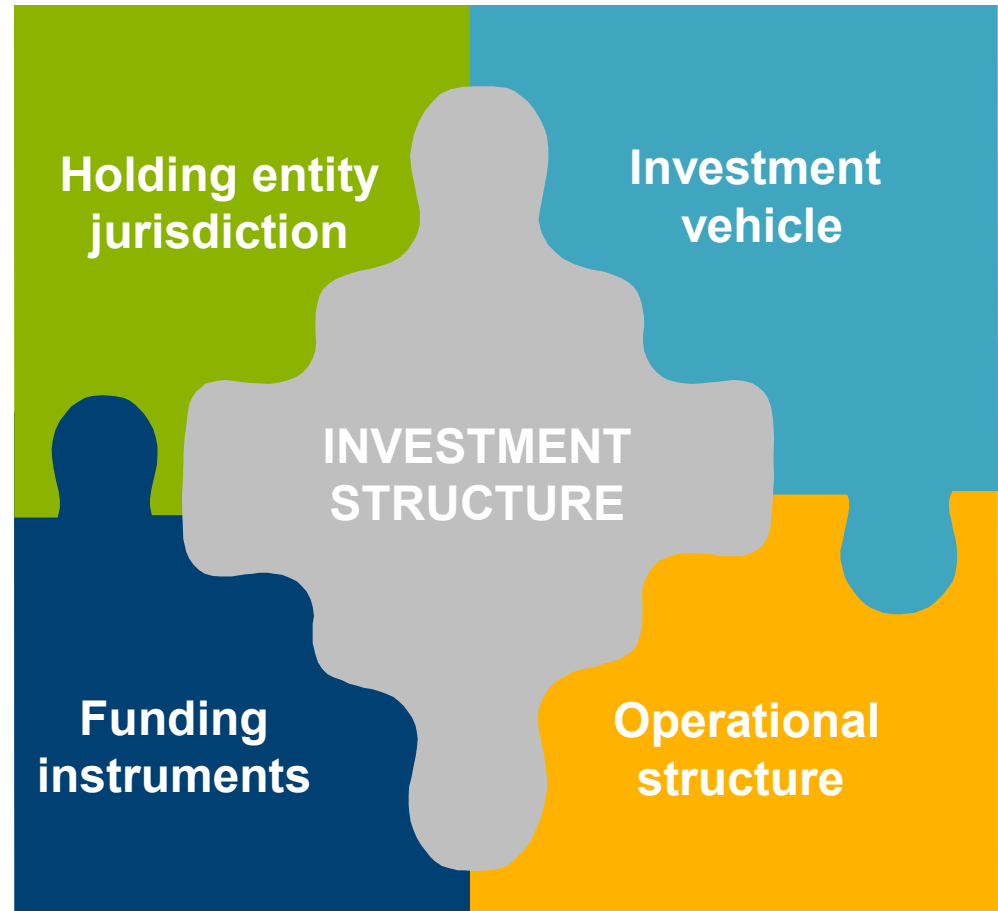 Holding entity
jurisdiction
Investment
vehicle
INVESTMENT
STRUCTURE
Funding
instruments
Operational
structure